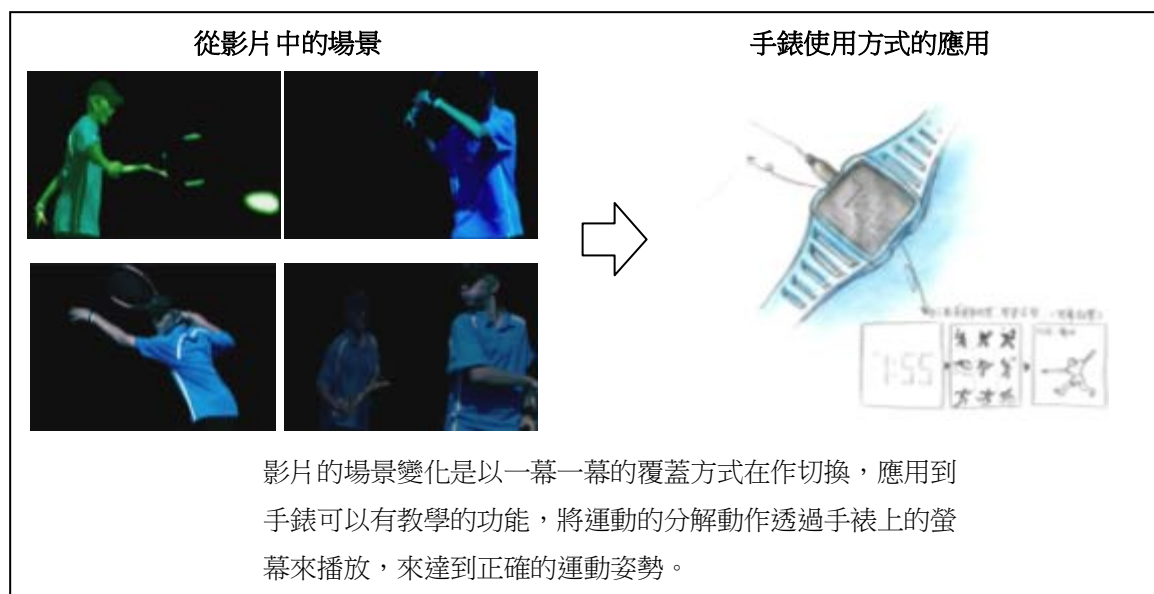 從影片中的場景
手錶使用方式的應用
7:55
影片的場景變化是以一幕一幕的覆蓋方式在作切換，應用到
手錶可以有教學的功能，將運動的分解動作透過手裱上的螢
幕來播放，來達到正確的運動姿勢。